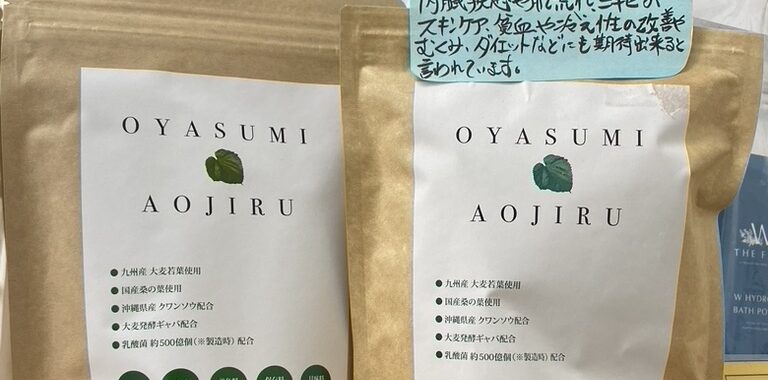 内臓疾患や肌荒れ、ニキビの
スキンケア、貧血や冷え性の改善や
むくみ、ダイエットなどにも期待出来ると
言われています。
OYASUMI
AOJIRU
●九州産 大麦若葉使用
●国産桑の葉使用
●沖縄県産 クワンソウ配合
●大麦発酵ギャバ配合
●乳酸菌 約500億個(※製造時)配合
OYASUMI
AOJIRU
●九州産 大麦若葉使用
●国産桑の葉使用
●沖縄県産 クワンソウ配合
●大麦発酵ギャバ配合
●乳酸菌 約500億個(※製造時)配合
W
THE F
W HYDRO
BATH PO